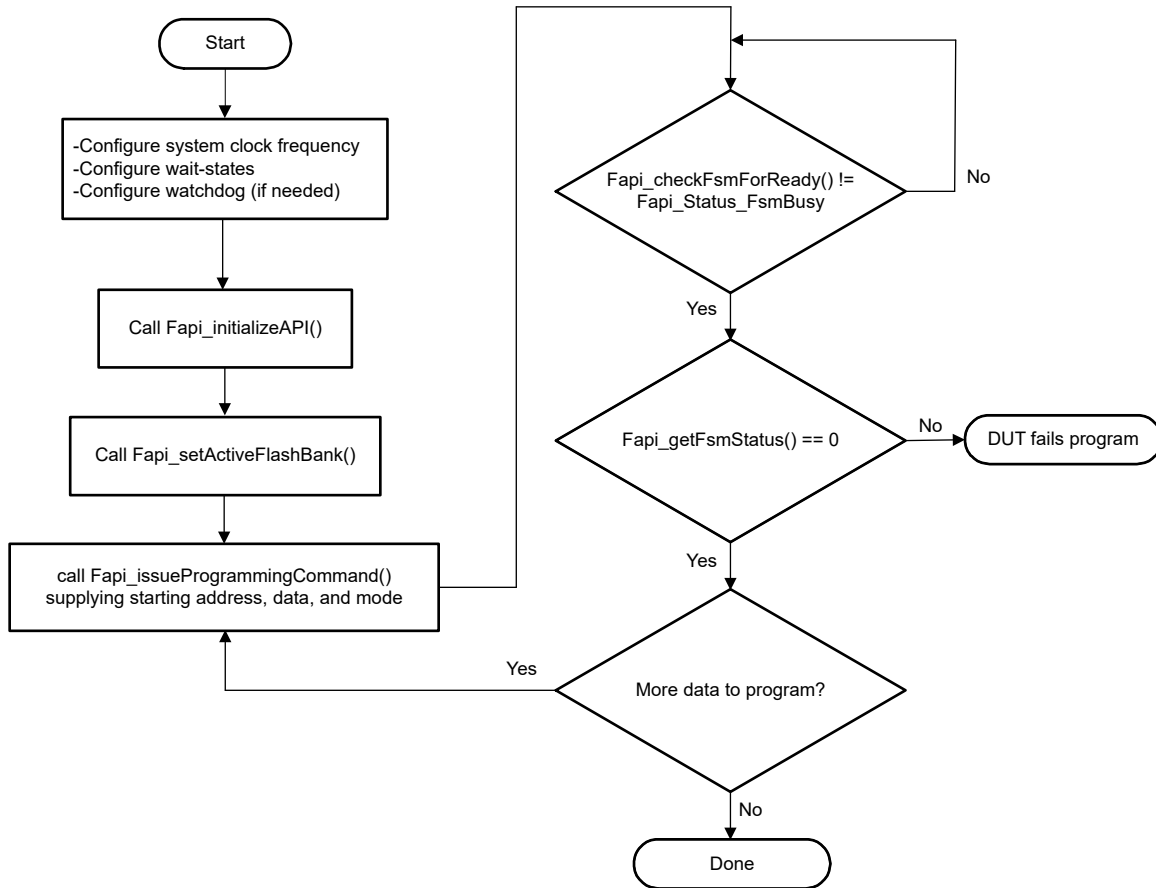 Start
-Configure system clock frequency
-Configure wait-states
-Configure watchdog (if needed)
Call Fapi_initializeAPI()
Call Fapi_setActiveFlashBank()
call Fapi_issueProgrammingCommand()
supplying starting address, data, and mode
Fapi_checkFsmForReady() !=
Fapi_Status_FsmBusy
No
Yes
Fapi_getFsmStatus() == 0
No
DUT fails program
Yes
More data to program?
Yes
No
Done